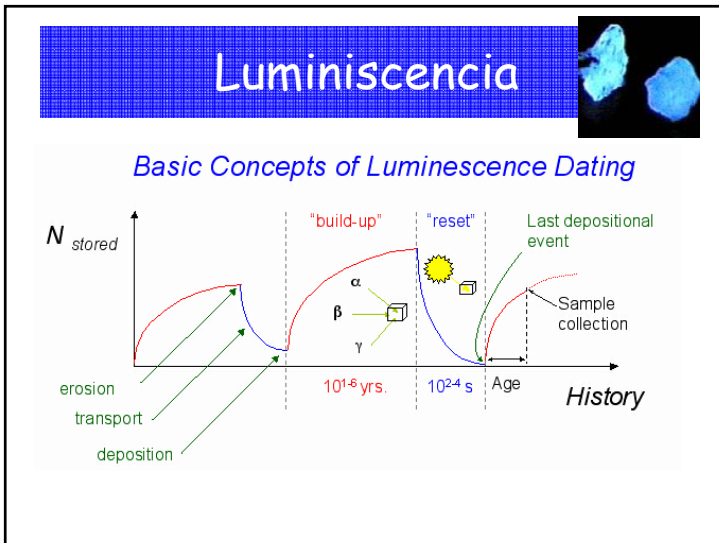 Luminiscencia
Basic Concepts of Luminescence Dating
N stored
"build-up"
"reset"
Last depositional
event
α
β
γ
Sample
collection
erosion
transport
deposition
10¹⁻⁶ yrs.
10²⁻⁴ s
Age
History